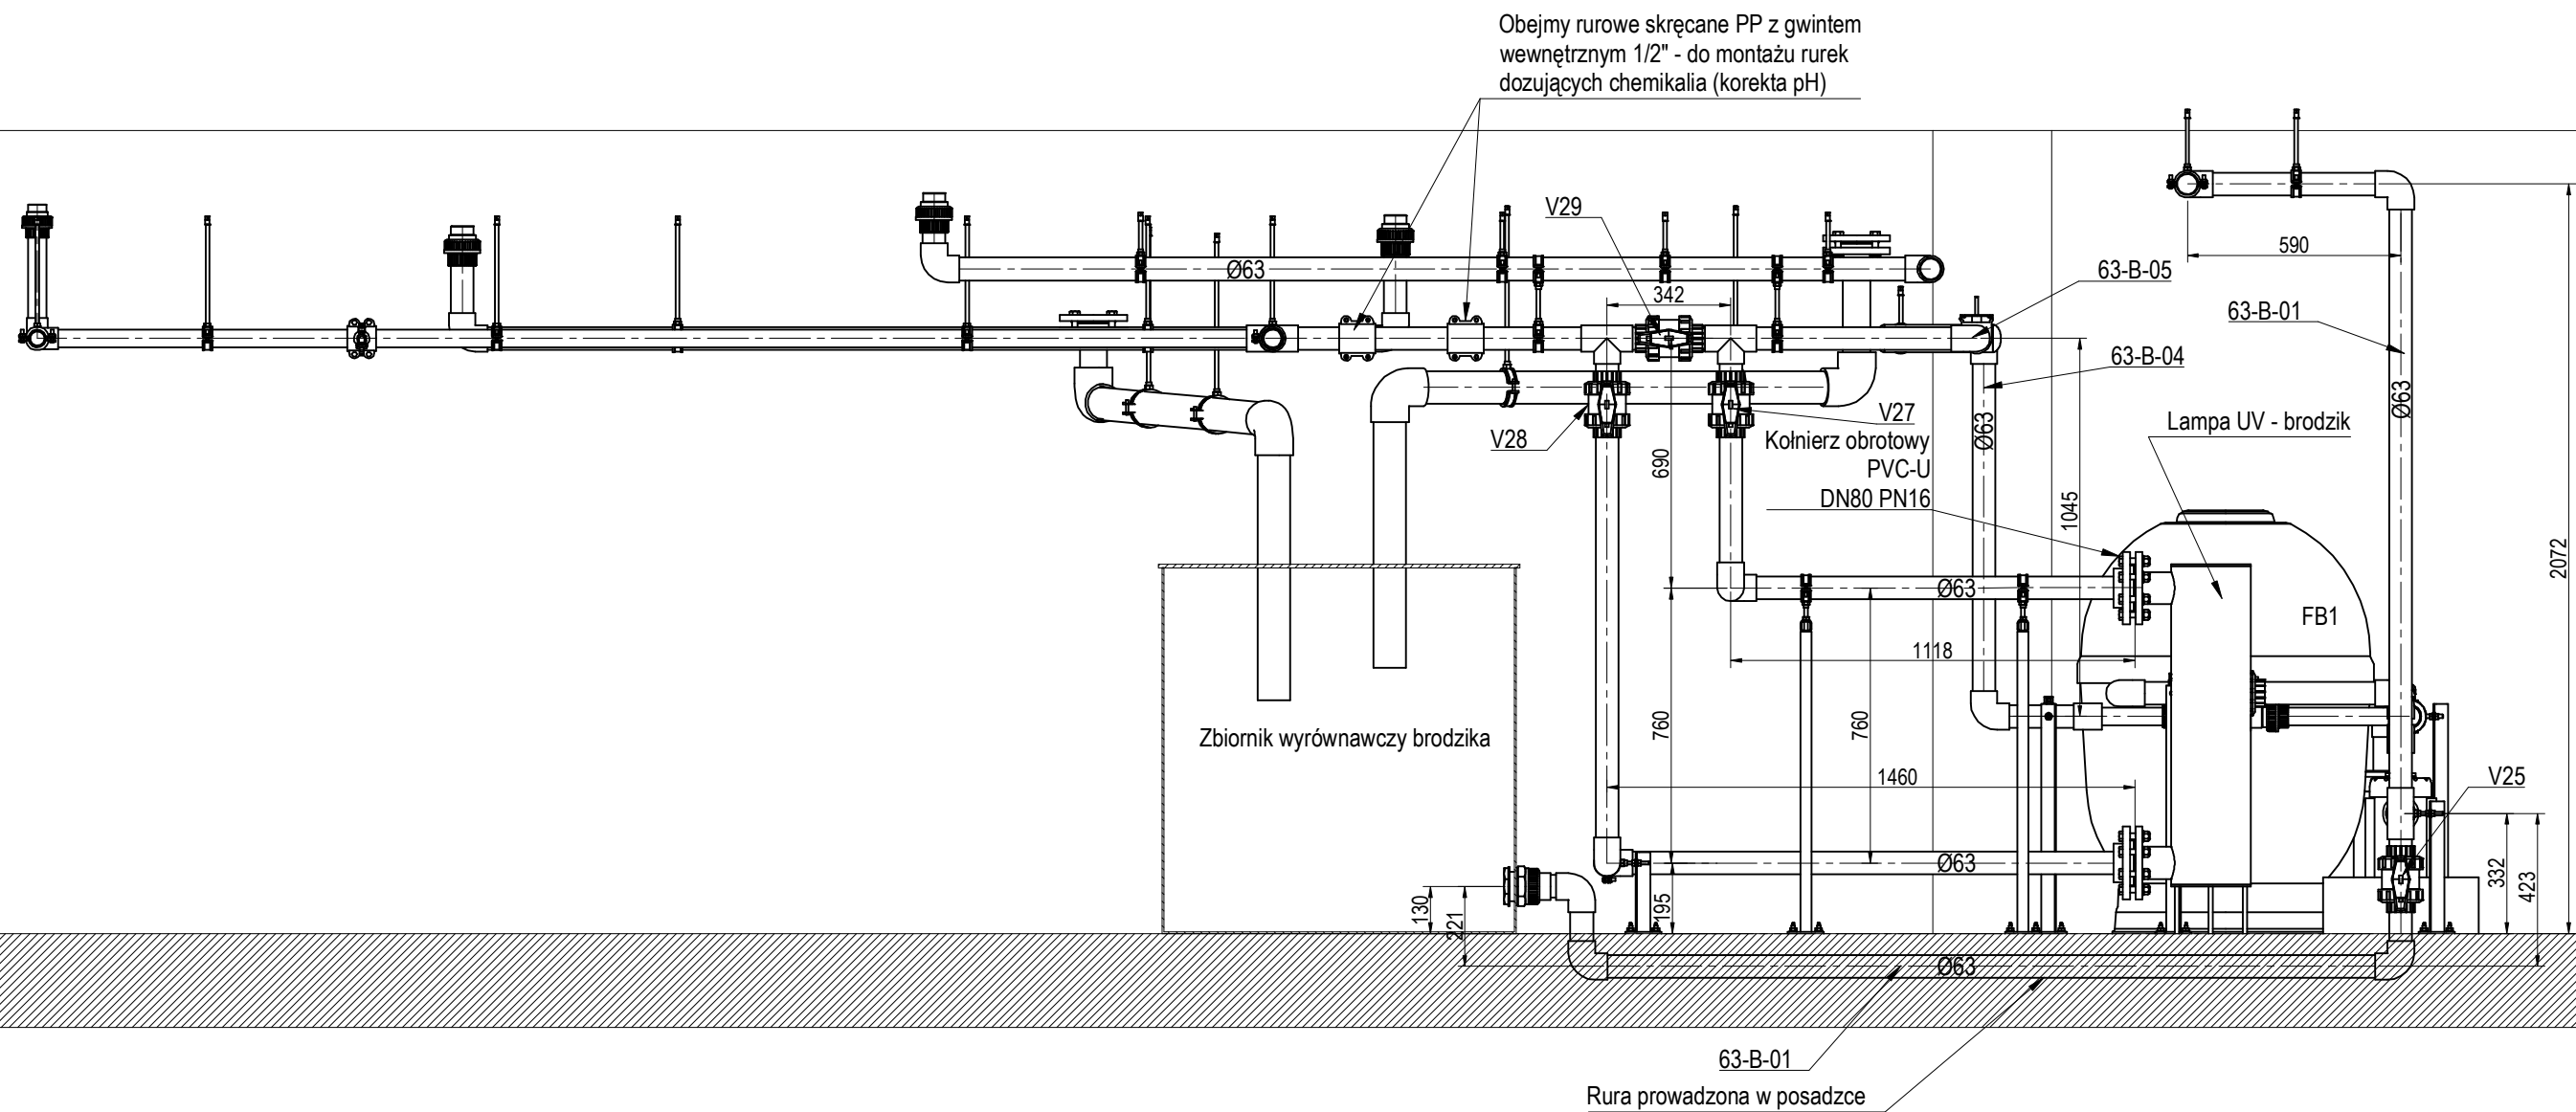 Obejmy rurowe skręcane PP z gwintem
wewnętrznym 1/2" - do montażu rurek
dozujących chemikalia (korekta pH)
V29
590
Ø63
342
63-B-05
63-B-01
63-B-04
Ø63
V27
V28
Ø63
Lampa UV - brodzik
Kołnierz obrotowy
PVC-U
DN80 PN16
690
1045
2072
Ø63
FB1
1118
760
760
Zbiornik wyrównawczy brodzika
1460
V25
Ø63
332
423
130
221
195
Ø63
63-B-01
Rura prowadzona w posadzce